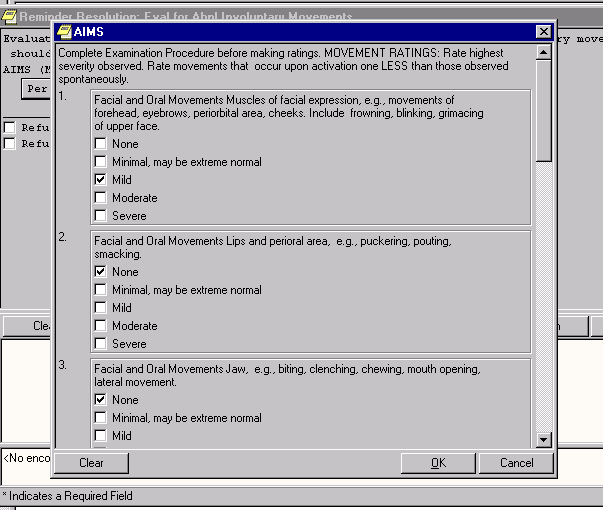 Reminder Resolution: Eval for Abnl Involuntary Movements
AIMS
Evaluat
ry move
shoul
AIMS (M
Per
Refu
Refu
Complete Examination Procedure before making ratings. MOVEMENT RATINGS: Rate highest
severity observed. Rate movements that occur upon activation one LESS than those observed
spontaneously.
1.
Facial and Oral Movements Muscles of facial expression, e.g., movements of
forehead, eyebrows, periorbital area, cheeks. Include frowning, blinking, grimacing
of upper face.
None
Minimal, may be extreme normal
Mild
Moderate
Severe
2.
Facial and Oral Movements Lips and perioral area, e.g., puckering, pouting,
smacking.
None
Minimal, may be extreme normal
Mild
Moderate
Severe
3.
Facial and Oral Movements Jaw, e.g., biting, clenching, chewing, mouth opening,
lateral movement.
None
Minimal, may be extreme normal
Mild
Clear
OK
Cancel
Cle
<No enco
* Indicates a Required Field